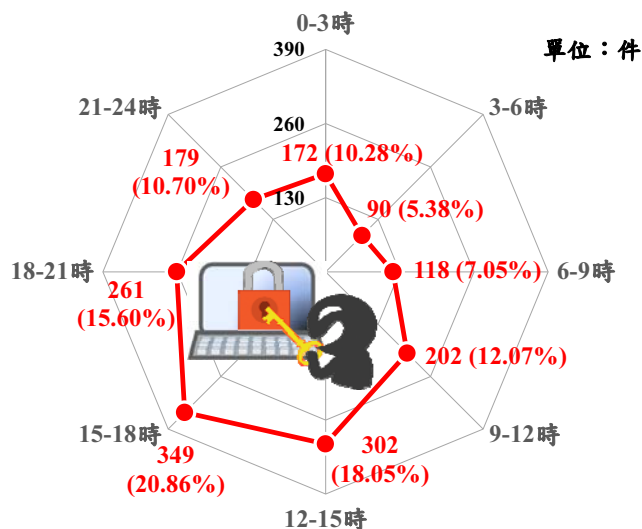 0-3時
390
單位：件
21-24時
3-6時
260
179
(10.70%)
172 (10.28%)
130
90 (5.38%)
18-21時
118 (7.05%)
6-9時
261
(15.60%)
202 (12.07%)
15-18時
9-12時
349
(20.86%)
302
(18.05%)
12-15時